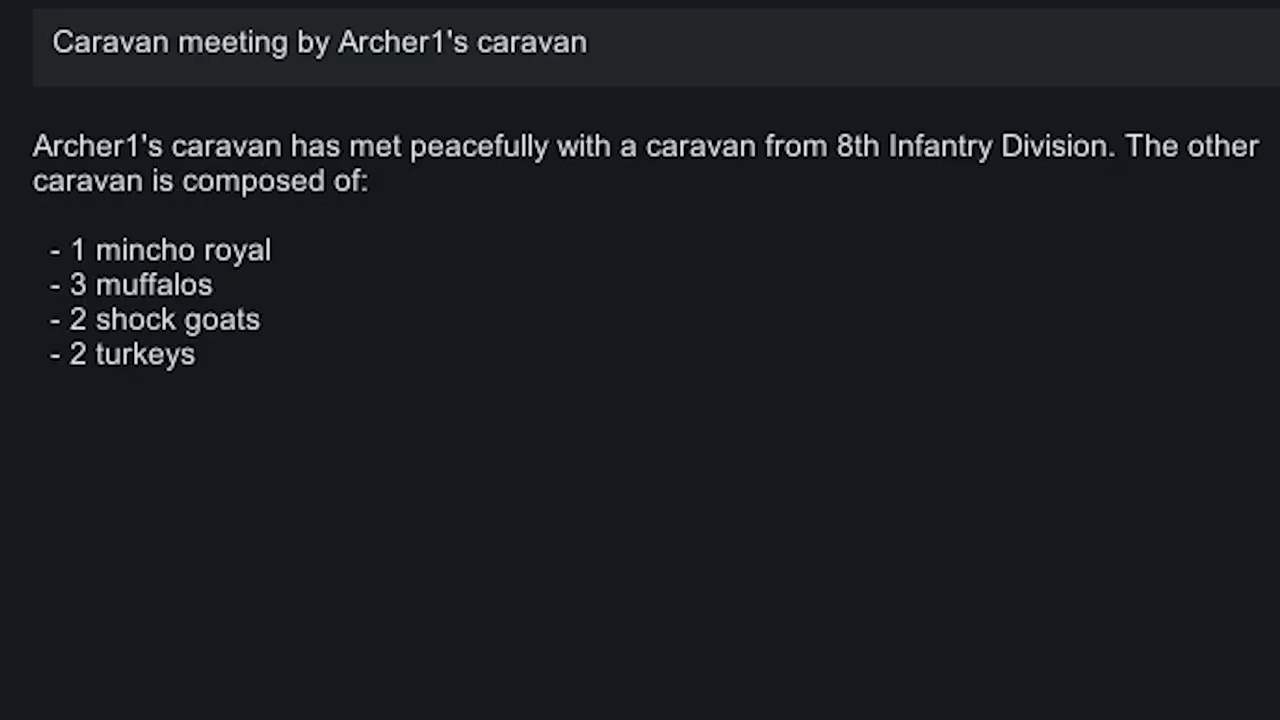 Caravan meeting by Archer1's caravan
Archer1's caravan has met peacefully with a caravan from 8th Infantry Division. The other
caravan is composed of:
- 1 mincho royal
- 3 muffalos
- 2 shock goats
- 2 turkeys